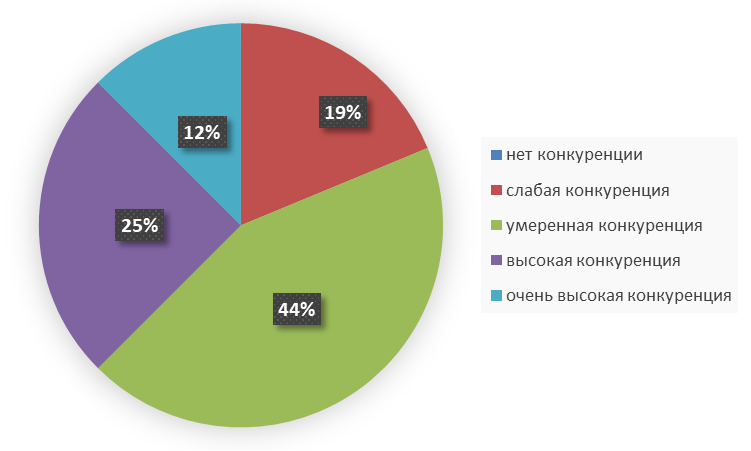 19%
12%
25%
44%
нет конкуренции
слабая конкуренция
умеренная конкуренция
высокая конкуренция
очень высокая конкуренция